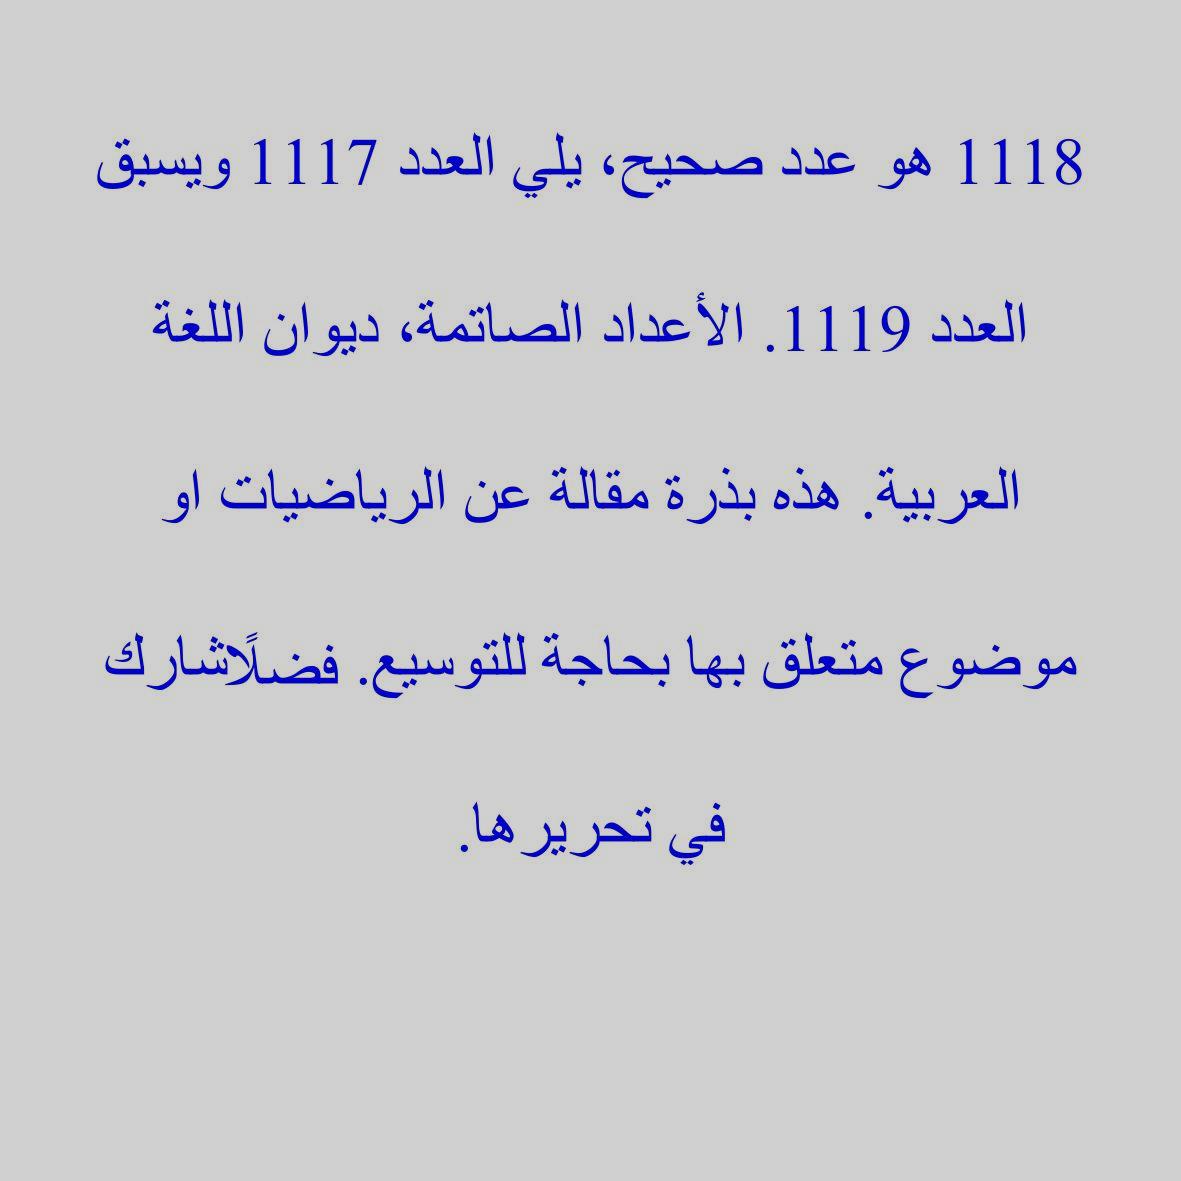 1118 هو عدد صحيح، يلي العدد 1117 ويسبق
العدد 1119. الأعداد الصاتمة، ديوان اللغة
العربية. هذه بذرة مقالة عن الرياضيات او
موضوع متعلق بها بحاجة للتوسيع. فضلًاشارك
في تحريرها.